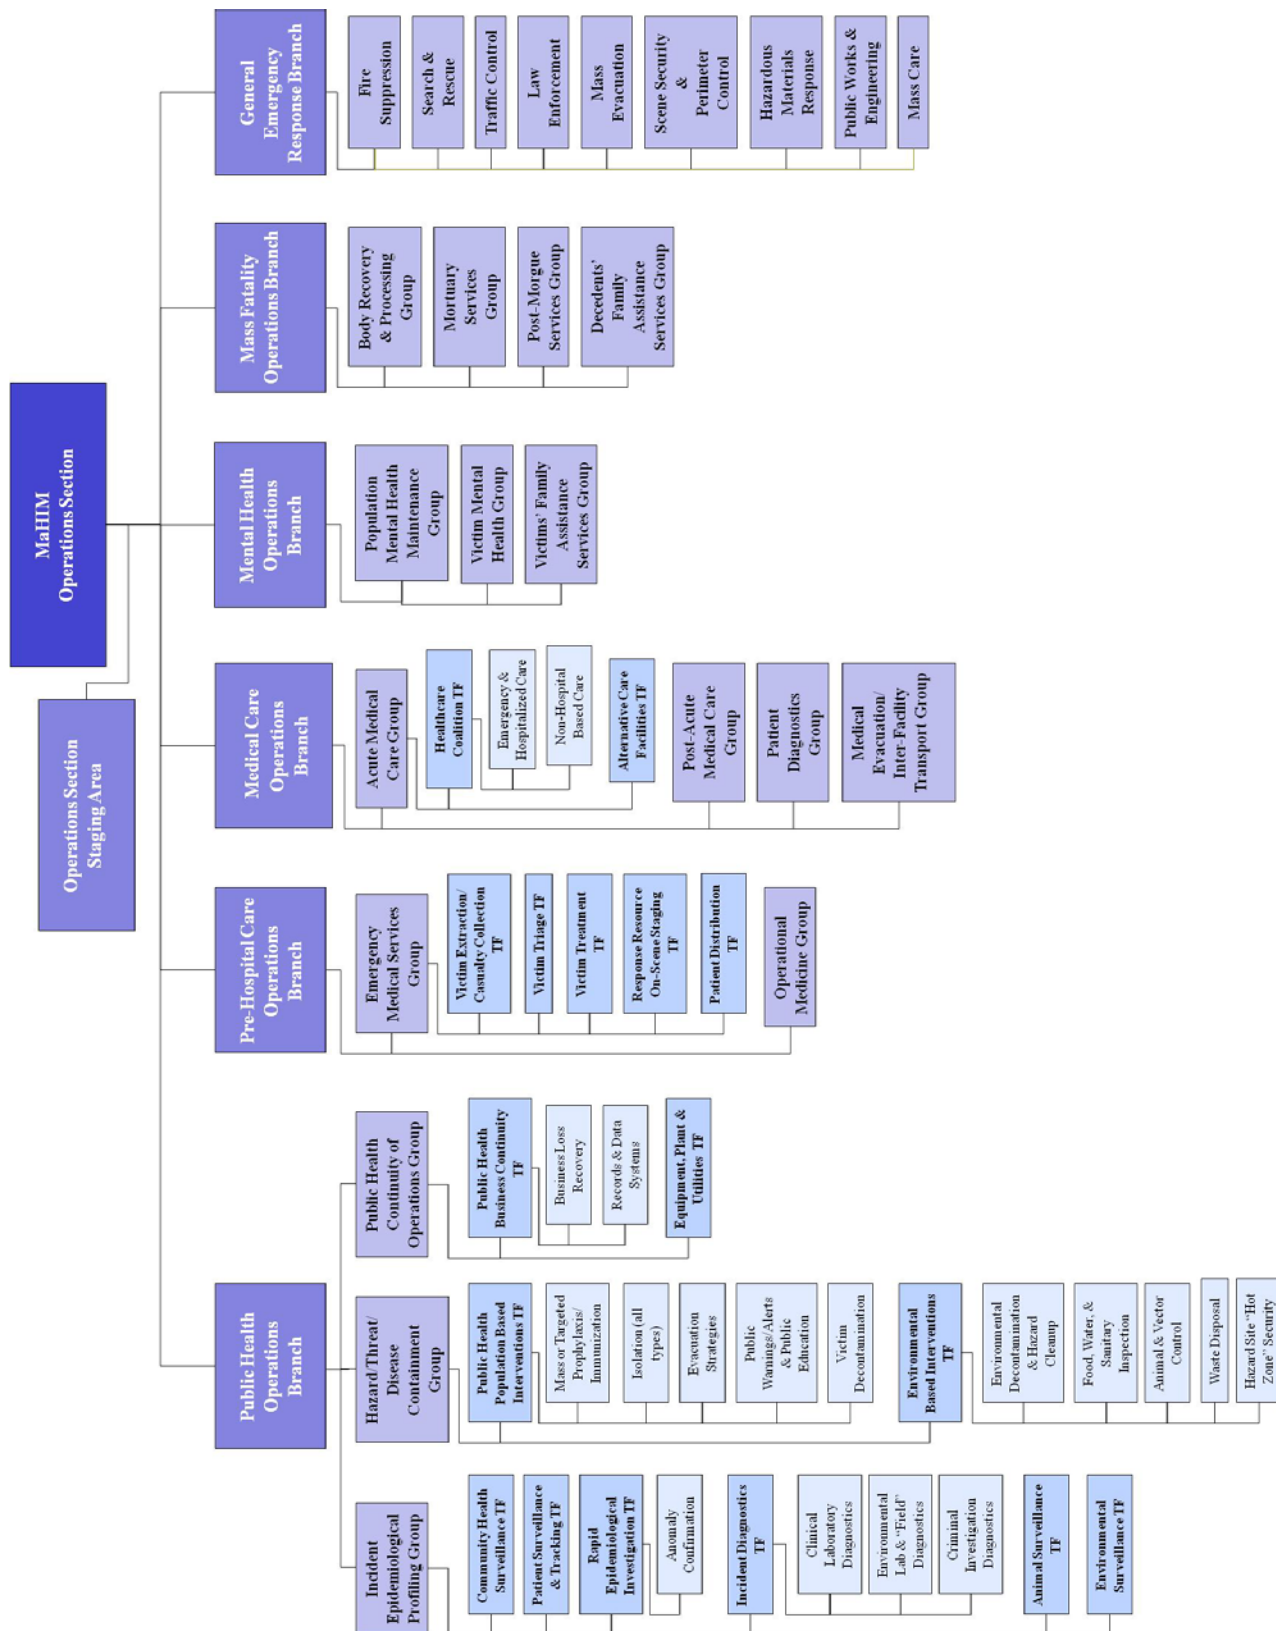 MaHIM
Operations Section
Operations Section
Staging Area
Public Health
Operations
Branch
Incident
Epidemiological
Profiling Group
Community Health
Surveillance TF
Patient Surveillance
& Tracking TF
Rapid
Epidemiological
Investigation TF
Anomaly
Confirmation
Incident Diagnostics
TF
Clinical
Laboratory
Diagnostics
Environmental
Lab & “Field”
Diagnostics
Criminal
Investigation
Diagnostics
Animal Surveillance
TF
Environmental
Surveillance TF
Hazard/Threat/
Disease
Containment
Group
Public Health
Population Based
Interventions TF
Mass or Targeted
Prophylaxis/
Immunization
Isolation (all
types)
Evacuation
Strategies
Public
Warnings/Alerts
& Public
Education
Victim
Decontamination
Environmental
Based Interventions
TF
Environmental
Decontamination
& Hazard
Cleanup
Food, Water, &
Sanitary
Inspection
Animal & Vector
Control
Waste Disposal
Hazard Site “Hot
Zone” Security
Public Health
Continuity of
Operations Group
Public Health
Business Continuity
TF
Business Loss
Recovery
Records & Data
Systems
Equipment, Plant &
Utilities TF
Pre-Hospital Care
Operations
Branch
Emergency
Medical Services
Group
Victim Extraction/
Casualty Collection
TF
Victim Triage TF
Victim Treatment
TF
Response Resource
On-Scene Staging
TF
Patient Distribution
TF
Operational
Medicine Group
Medical Care
Operations
Branch
Acute Medical
Care Group
Healthcare
Coalition TF
Emergency &
Hospitalized Care
Non-Hospital
Based Care
Alternative Care
Facilities TF
Post-Acute
Medical Care
Group
Patient
Diagnostics
Group
Medical
Evacuation/
Inter-Facility
Transport Group
Mental Health
Operations
Branch
Population
Mental Health
Maintenance
Group
Victim Mental
Health Group
Victims’ Family
Assistance
Services Group
Mass Fatality
Operations Branch
Body Recovery
& Processing
Group
Mortuary
Services
Group
Post-Morgue
Services Group
Decedents’
Family
Assistance
Services Group
General
Emergency
Response Branch
Fire
Suppression
Search &
Rescue
Traffic Control
Law
Enforcement
Mass
Evacuation
Scene Security
&
Perimeter
Control
Hazardous
Materials
Response
Public Works &
Engineering
Mass Care